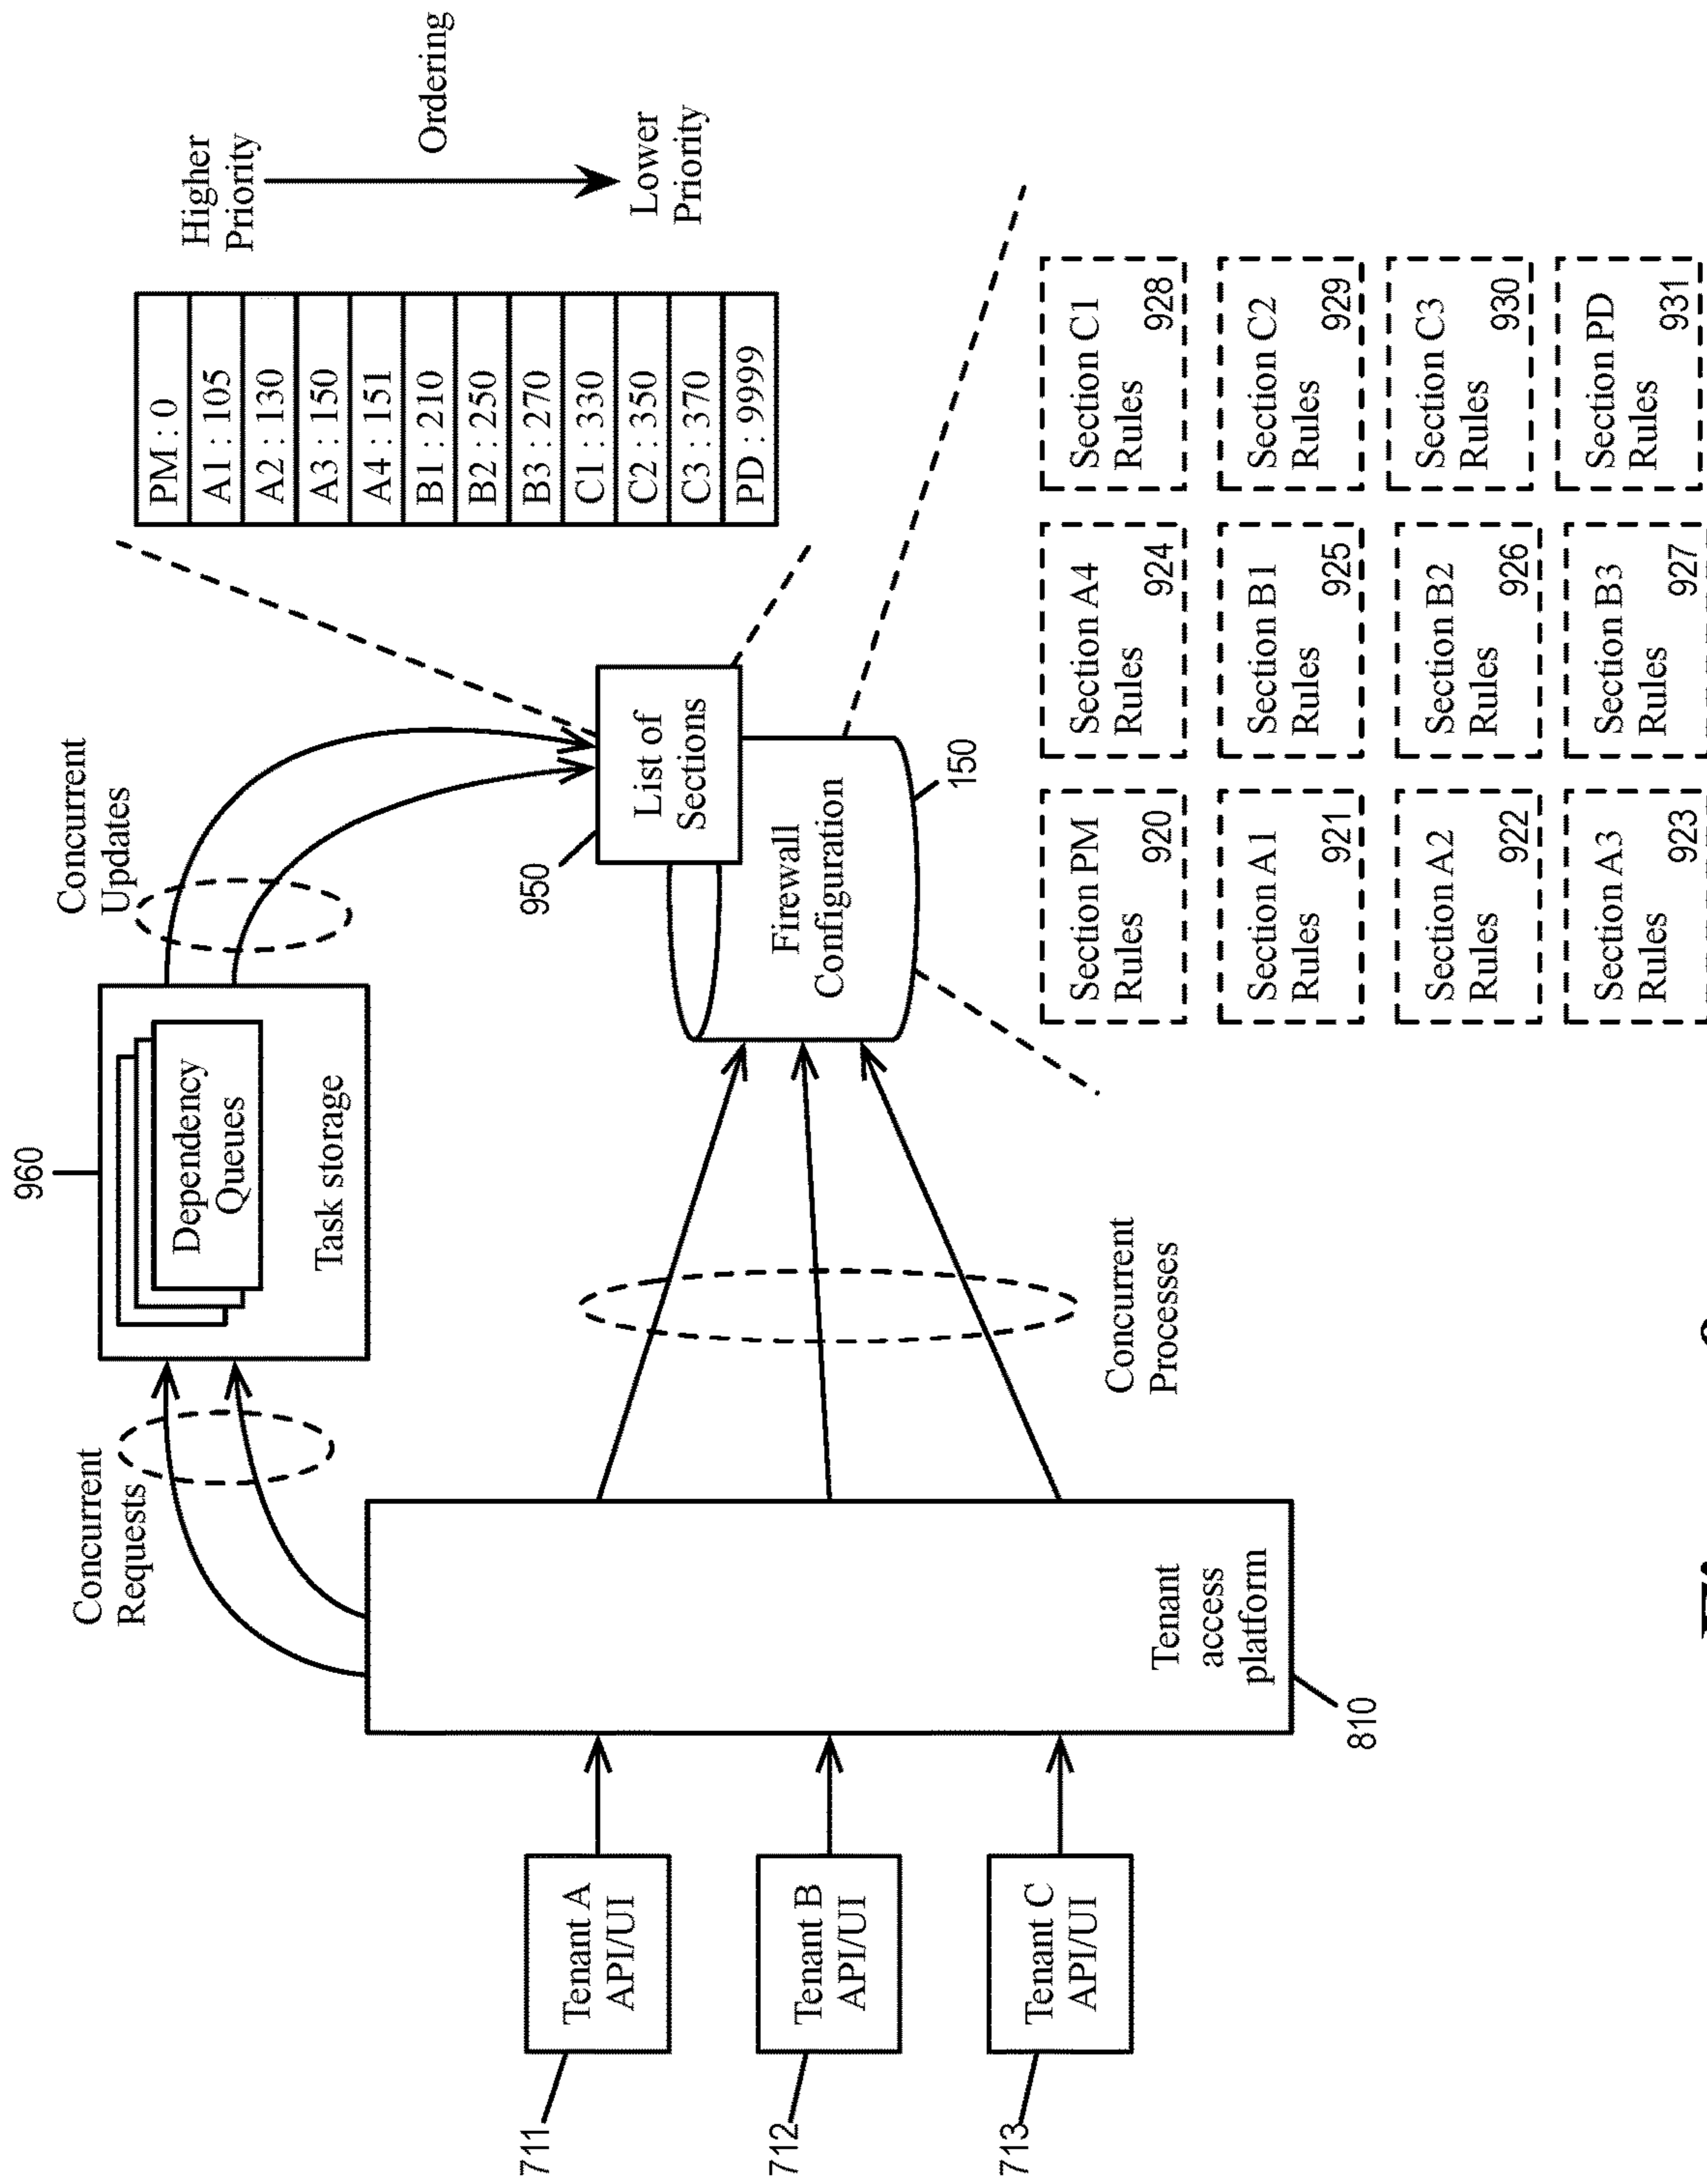 960
Concurrent
Requests
Concurrent
Updates
Dependency
Queues
Task storage
Higher
Priority
Ordering
Lower
Priority
PM : 0
A1 : 105
A2 : 130
A3 : 150
A4 : 151
B1 : 210
B2 : 250
B3 : 270
C1 : 330
C2 : 350
C3 : 370
PD : 9999
950
List of
Sections
711
Tenant A
API/UI
712
Tenant B
API/UI
713
Tenant C
API/UI
Tenant
access
platform
810
Concurrent
Processes
Firewall
Configuration
150
Section PM
Rules
920
Section A4
Rules
924
Section C1
Rules
928
Section A1
Rules
921
Section B1
Rules
925
Section C2
Rules
929
Section A2
Rules
922
Section B2
Rules
926
Section C3
Rules
930
Section A3
Rules
923
Section B3
Rules
927
Section PD
Rules
931